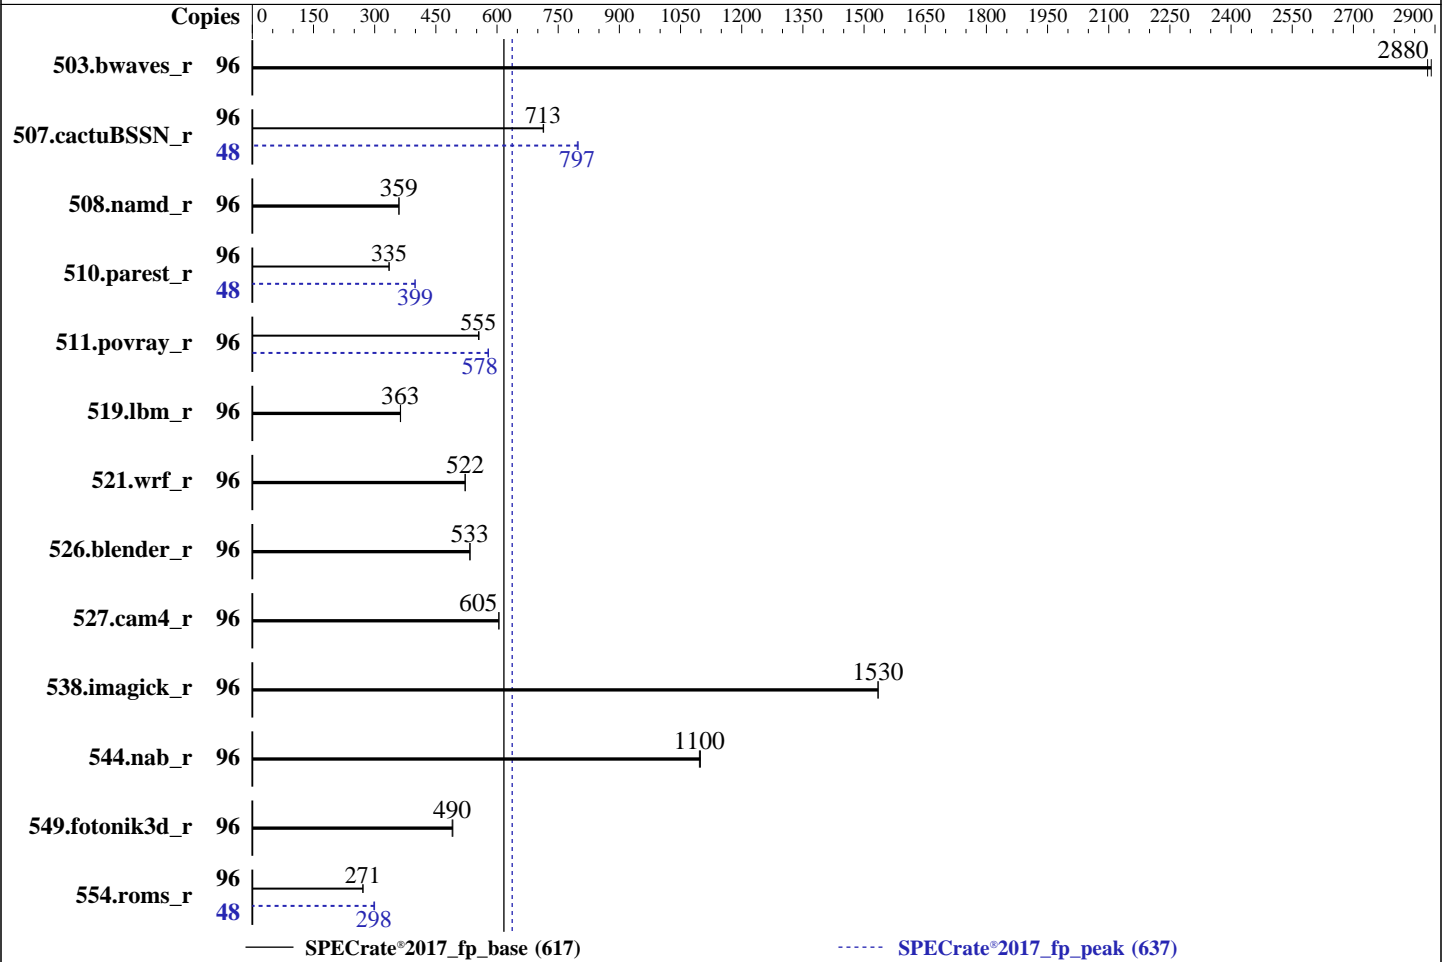 Copies 0 150 300 450 600 750 900 1050 1200 1350 1500 1650 1800 1950 2100 2250 2400 2550 2700 2900
503.bwaves_r 96 2880
507.cactuBSSN_r 96 713
48 797
508.namd_r 96 359
510.parest_r 96 335
48 399
511.povray_r 96 555
578
519.lbm_r 96 363
521.wrf_r 96 522
526.blender_r 96 533
527.cam4_r 96 605
538.imagick_r 96 1530
544.nab_r 96 1100
549.fotonik3d_r 96 490
554.roms_r 96 271
48 298
SPECrate®2017_fp_base (617)
SPECrate®2017_fp_peak (637)